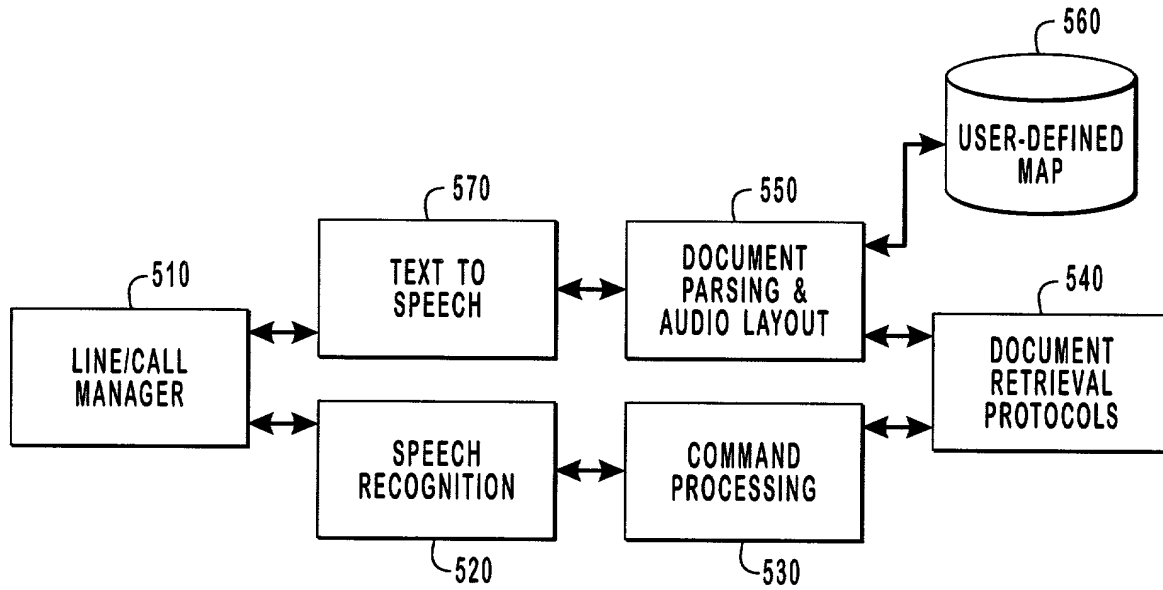 560
USER-DEFINED
MAP
570
TEXT TO
SPEECH
550
DOCUMENT
PARSING &
AUDIO LAYOUT
510
LINE/CALL
MANAGER
540
DOCUMENT
RETRIEVAL
PROTOCOLS
SPEECH
RECOGNITION
520
COMMAND
PROCESSING
530